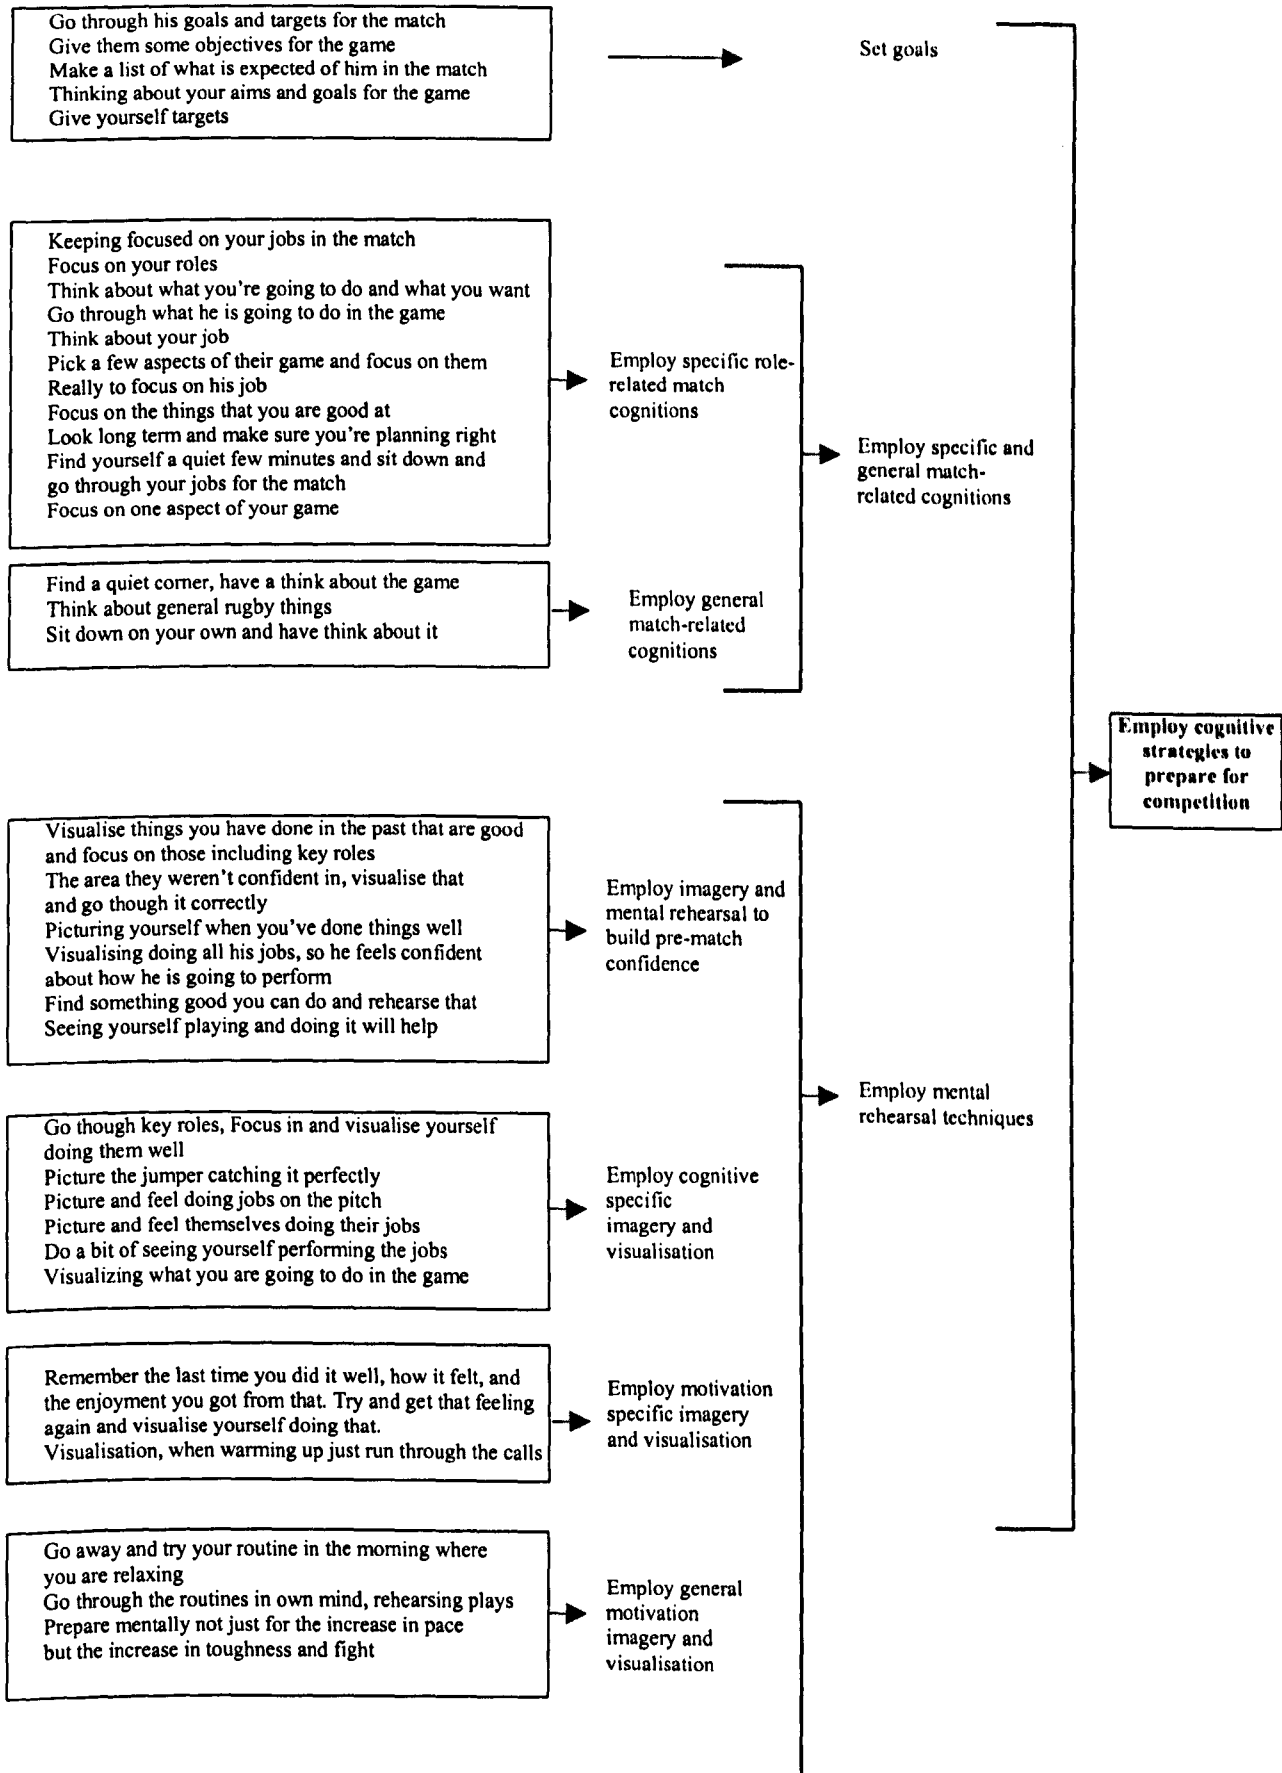 Go through his goals and targets for the match
Give them some objectives for the game
Make a list of what is expected of him in the match
Thinking about your aims and goals for the game
Give yourself targets
Set goals
Keeping focused on your jobs in the match
Focus on your roles
Think about what you're going to do and what you want
Go through what he is going to do in the game
Think about your job
Pick a few aspects of their game and focus on them
Really to focus on his job
Focus on the things that you are good at
Look long term and make sure you're planning right
Find yourself a quiet few minutes and sit down and
go through your jobs for the match
Focus on one aspect of your game
Employ specific role-
related match
cognitions
Employ specific and
general match-
related cognitions
Find a quiet corner, have a think about the game
Think about general rugby things
Sit down on your own and have think about it
Employ general
match-related
cognitions
Employ cognitive
strategies to
prepare for
competition
Visualise things you have done in the past that are good
and focus on those including key roles
The area they weren't confident in, visualise that
and go though it correctly
Picturing yourself when you've done things well
Visualising doing all his jobs, so he feels confident
about how he is going to perform
Find something good you can do and rehearse that
Seeing yourself playing and doing it will help
Employ imagery and
mental rehearsal to
build pre-match
confidence
Employ mental
rehearsal techniques
Go though key roles, Focus in and visualise yourself
doing them well
Picture the jumper catching it perfectly
Picture and feel doing jobs on the pitch
Picture and feel themselves doing their jobs
Do a bit of seeing yourself performing the jobs
Visualizing what you are going to do in the game
Employ cognitive
specific
imagery and
visualisation
Remember the last time you did it well, how it felt, and
the enjoyment you got from that. Try and get that feeling
again and visualise yourself doing that.
Visualisation, when warming up just run through the calls
Employ motivation
specific imagery
and visualisation
Go away and try your routine in the morning where
you are relaxing
Go through the routines in own mind, rehearsing plays
Prepare mentally not just for the increase in pace
but the increase in toughness and fight
Employ general
motivation
imagery and
visualisation